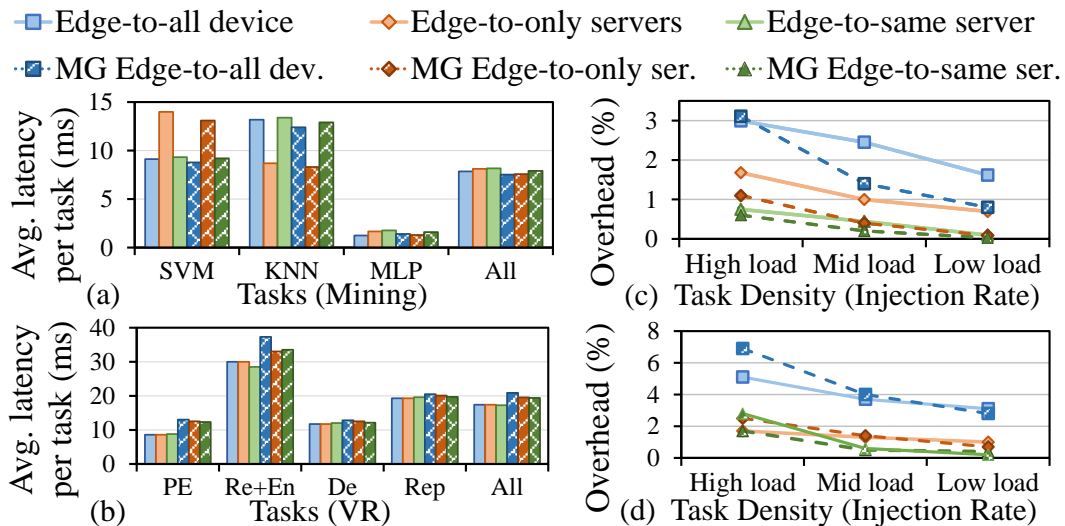 Edge-to-all device
Edge-to-only servers
Edge-to-same server
MG Edge-to-all dev.
MG Edge-to-only ser.
MG Edge-to-same ser.
Avg. latency
per task (ms)
15
10
5
0
SVM KNN MLP All
(a) Tasks (Mining)
Overhead (%)
3
2
1
0
High load Mid load Low load
(c) Task Density (Injection Rate)
Avg. latency
per task (ms)
40
30
20
10
0
PE Re+En De Rep All
(b) Tasks (VR)
Overhead (%)
8
6
4
2
0
High load Mid load Low load
(d) Task Density (Injection Rate)